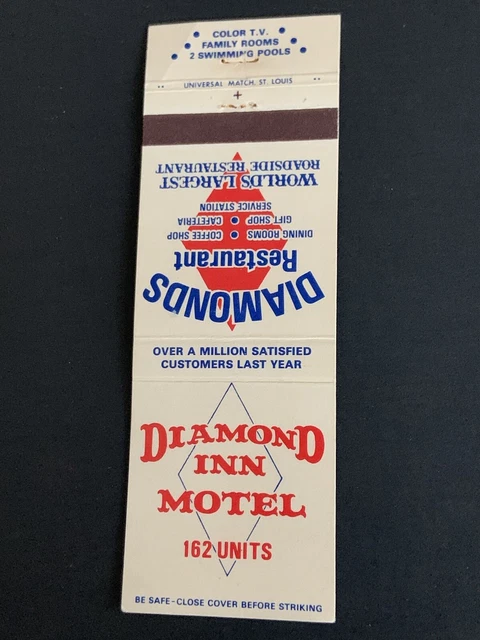 COLOR T.V.
FAMILY ROOMS
2 SWIMMING POOLS
UNIVERSAL MATCH, ST. LOUIS
DIAMONDS
Restaurant
DINING ROOMS • COFFEE SHOP
GIFT SHOP • CAFETERIA
SERVICE STATION
WORLD'S LARGEST
ROADSIDE RESTAURANT
OVER A MILLION SATISFIED
CUSTOMERS LAST YEAR
DIAMOND
INN
MOTEL
162 UNITS
BE SAFE-CLOSE COVER BEFORE STRIKING